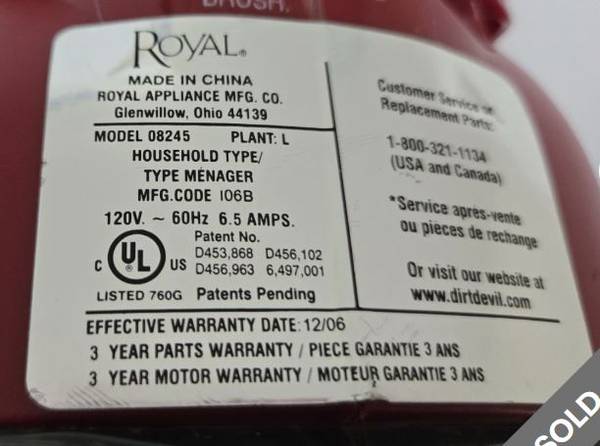 BRUSH.
ROYAL®
MADE IN CHINA
ROYAL APPLIANCE MFG. CO.
Glenwillow, Ohio 44139
MODEL 08245 PLANT: L
HOUSEHOLD TYPE/
TYPE MÉNAGER
MFG.CODE I06B
120V. ~ 60Hz 6.5 AMPS.
C UL US
Patent No.
D453,868 D456,102
D456,963 6,497,001
LISTED 760G Patents Pending
Customer Service or
Replacement Parts:
1-800-321-1134
(USA and Canada)
*Service après-vente
ou pièces de rechange
Or visit our website at
www.dirtdevil.com
EFFECTIVE WARRANTY DATE: 12/06
3 YEAR PARTS WARRANTY / PIECE GARANTIE 3 ANS
3 YEAR MOTOR WARRANTY / MOTEUR GARANTIE 3 ANS
SOLD